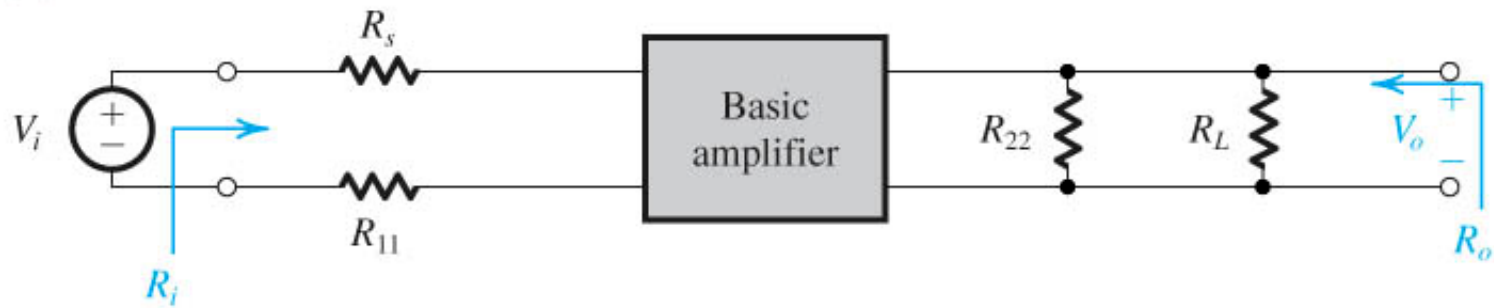 R_s
V_i
+
−
R_i
R_11
Basic
amplifier
R_22
R_L
+
V_o
−
R_o